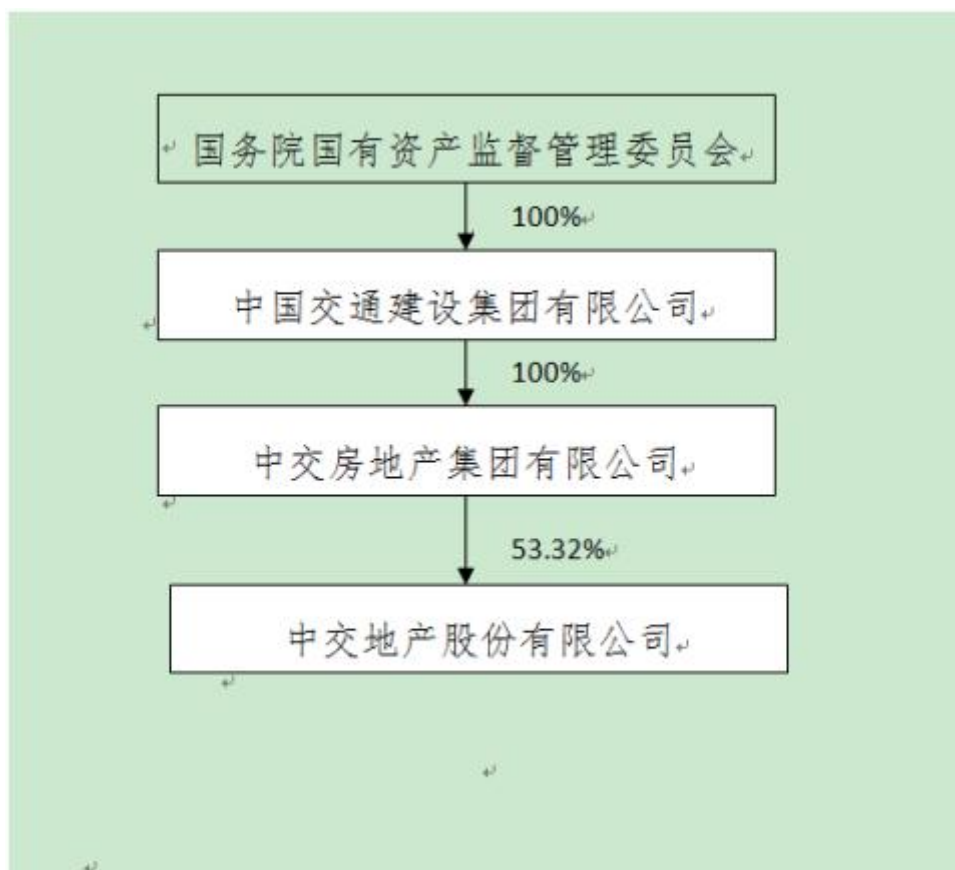 国务院国有资产监督管理委员会
100%
中国交通建设集团有限公司
100%
中交房地产集团有限公司
53.32%
中交地产股份有限公司